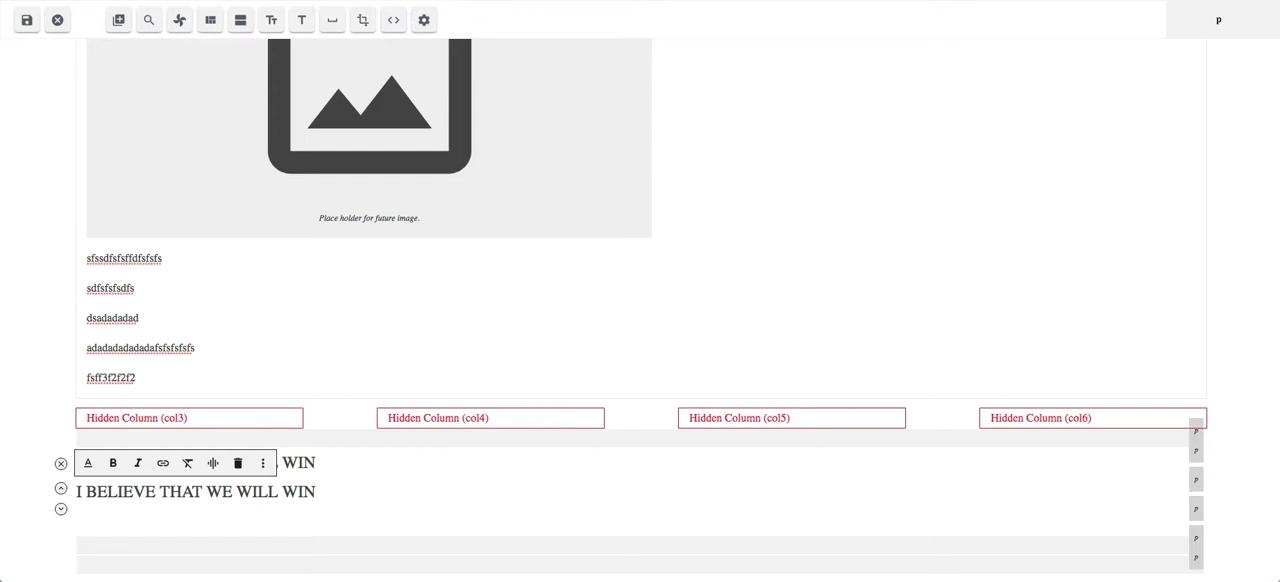 p
Place holder for future image.
sfssdfsfsffdfsfsfs
sdfsfsfsdfs
dsadadadad
adadadadadadafsfsfsfsfs
fsff3f2f2f2
Hidden Column (col3) Hidden Column (col4) Hidden Column (col5) Hidden Column (col6)
p
p
A B I WIN
p
I BELIEVE THAT WE WILL WIN
p
p
p